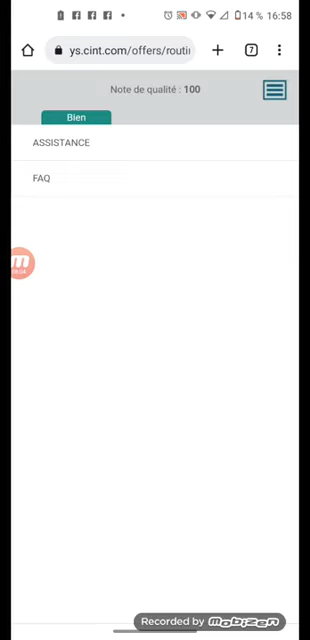 14 % 16:58
ys.cint.com/offers/routi
7
Note de qualité : 100
Bien
ASSISTANCE
FAQ
m
Recorded by mobizen